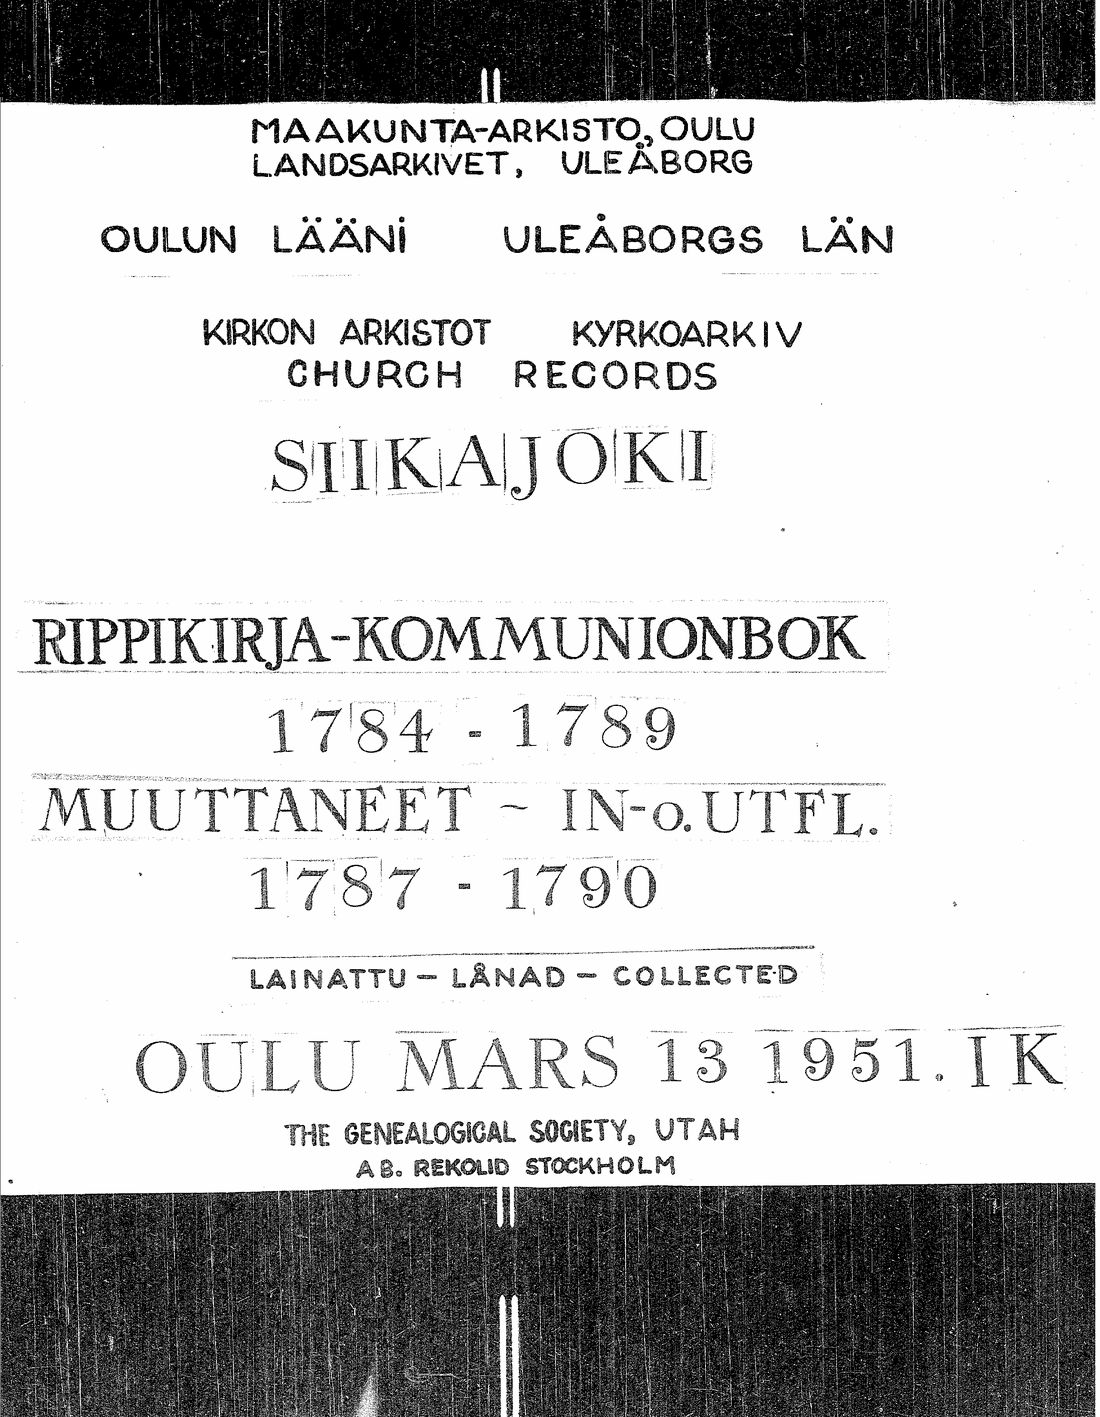 MAAKUNTA-ARKISTO, OULU
LANDSARKIVET, ULEÅBORG
OULUN LÄÄNI ULEÅBORGS LÄN
KIRKON ARKISTOT KYRKOARKIV
CHURCH RECORDS
SIIKAJOKI
RIPPIKIRJA-KOMMUNIONBOK
1784 - 1789
MUUTTANEET - IN-o. UTFL.
1787 - 1790
LAINATTU - LÅNAD - COLLECTED
OULU MARS 13 1951. IK
THE GENEALOGICAL SOCIETY, UTAH
AB. REKOLID STOCKHOLM